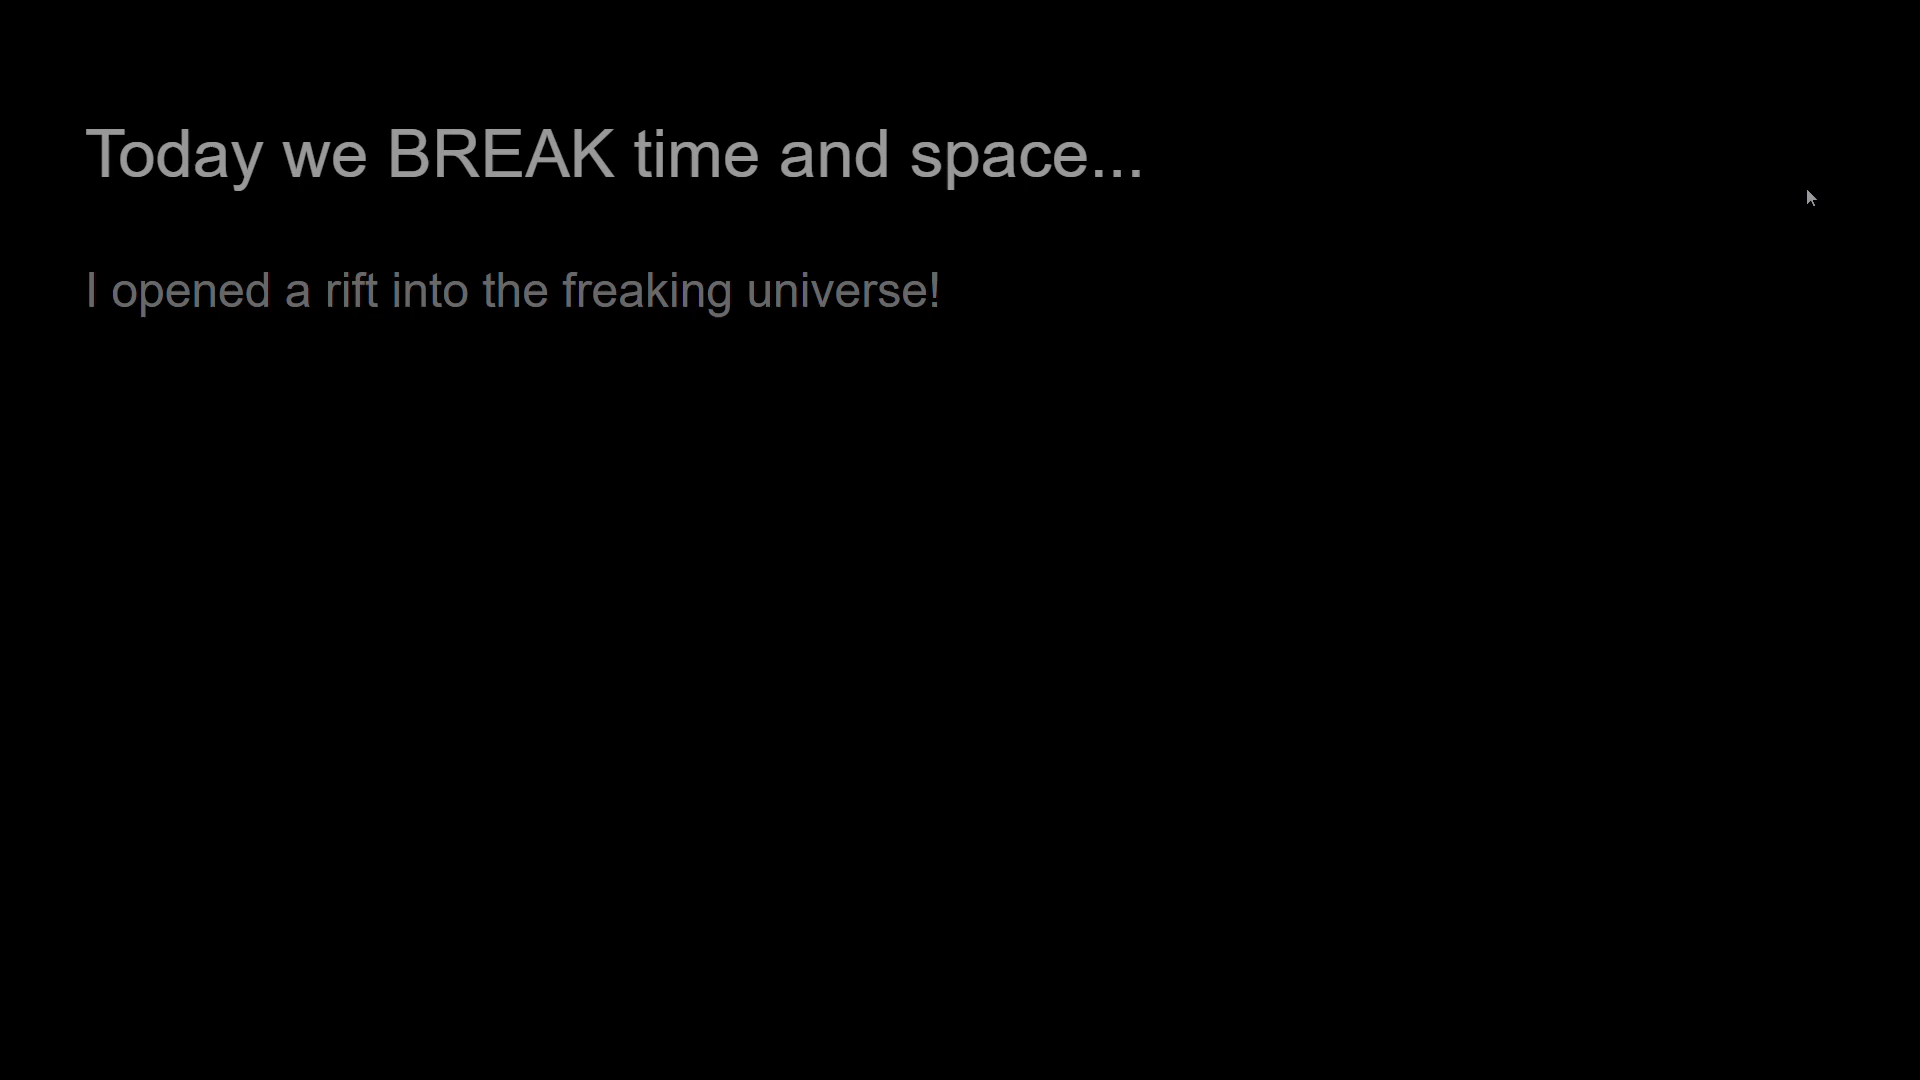 Today we BREAK time and space...
I opened a rift into the freaking universe!